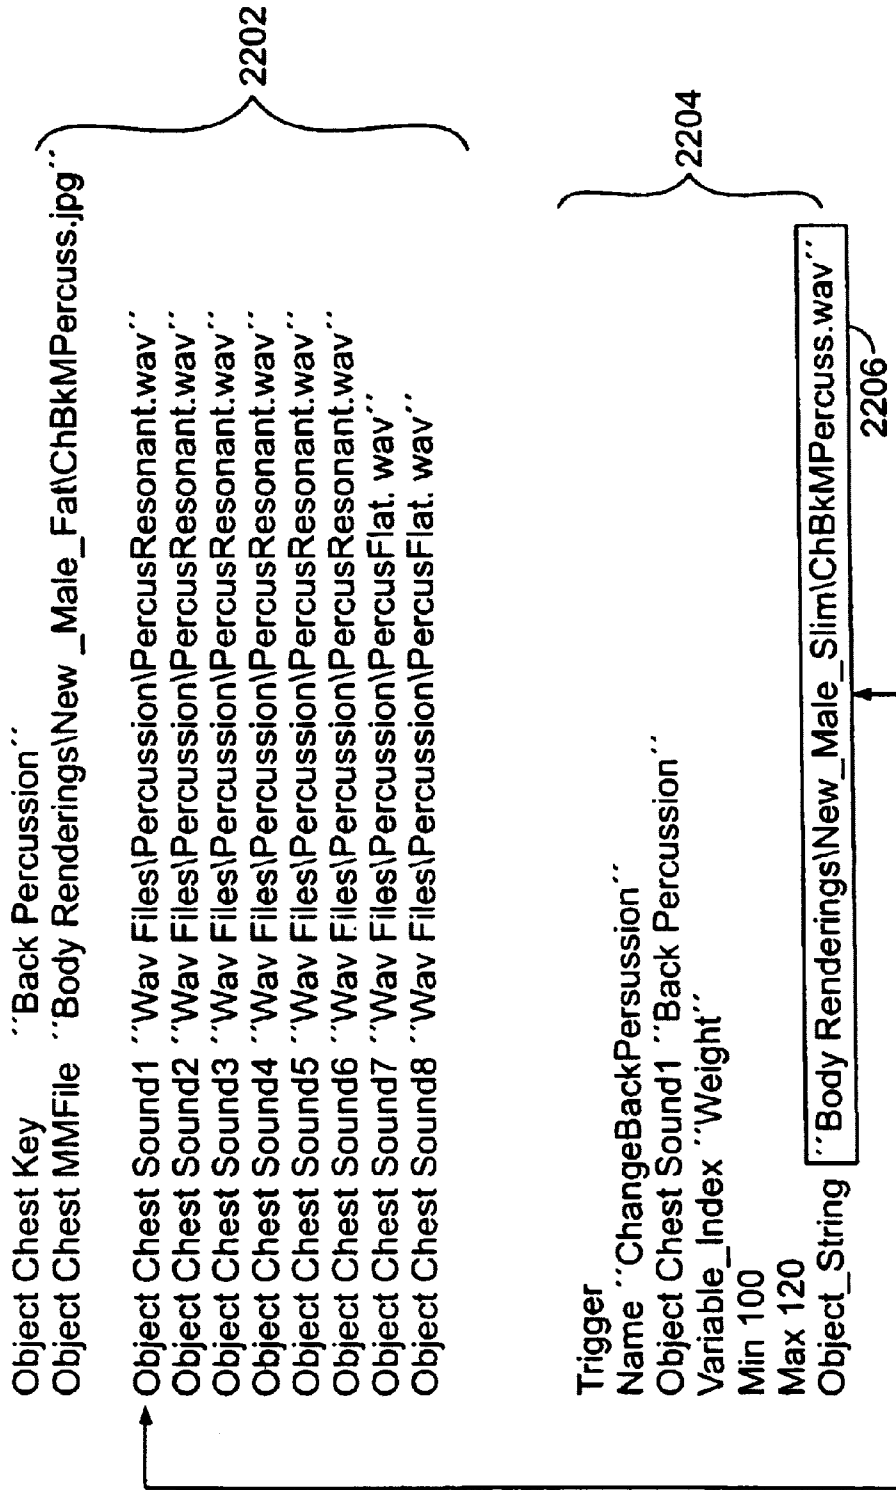 Object Chest Key ´´Back Percussion´´
Object Chest MMFile ´´Body Renderings\New _Male_Fat\ChBkMPercuss.jpg´´
Object Chest Sound1 ´´Wav Files\Percussion\PercusResonant.wav´´
Object Chest Sound2 ´´Wav Files\Percussion\PercusResonant.wav´´
Object Chest Sound3 ´´Wav Files\Percussion\PercusResonant.wav´´
Object Chest Sound4 ´´Wav Files\Percussion\PercusResonant.wav´´
Object Chest Sound5 ´´Wav Files\Percussion\PercusResonant.wav´´
Object Chest Sound6 ´´Wav Files\Percussion\PercusResonant.wav´´
Object Chest Sound7 ´´Wav Files\Percussion\PercusFlat. wav´´
Object Chest Sound8 ´´Wav Files\Percussion\PercusFlat. wav´´
2202
Trigger
Name ´´ChangeBackPersussion´´
Object Chest Sound1 ´´Back Percussion´´
Variable_Index ´´Weight´´
Min 100
Max 120
Object_String ´´Body Renderings\New_Male_Slim\ChBkMPercuss.wav´´
2204
2206